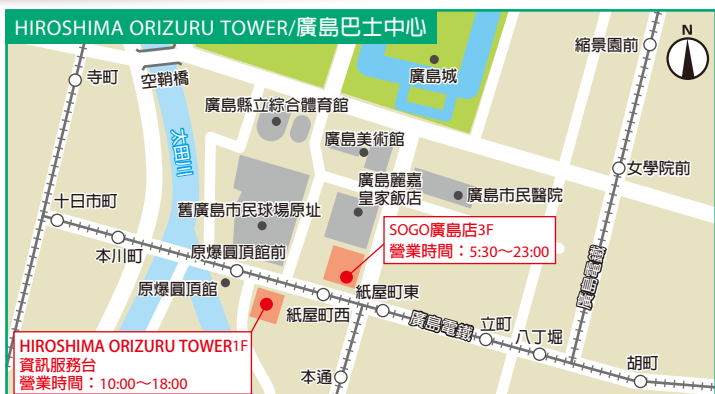 HIROSHIMA ORIZURU TOWER/廣島巴士中心
N
縮景園前
廣島城
寺町
空鞘橋
廣島縣立綜合體育館
太田川
廣島美術館
女學院前
廣島麗嘉
皇家飯店
廣島市民醫院
十日市町
舊廣島市民球場原址
SOGO廣島店3F
營業時間：5:30～23:00
本川町
原爆圓頂館前
廣島電鐵
原爆圓頂館
紙屋町東
紙屋町西
廣島電鐵
立町
八丁堀
HIROSHIMA ORIZURU TOWER1F
資訊服務台
營業時間：10:00～18:00
本通
胡町